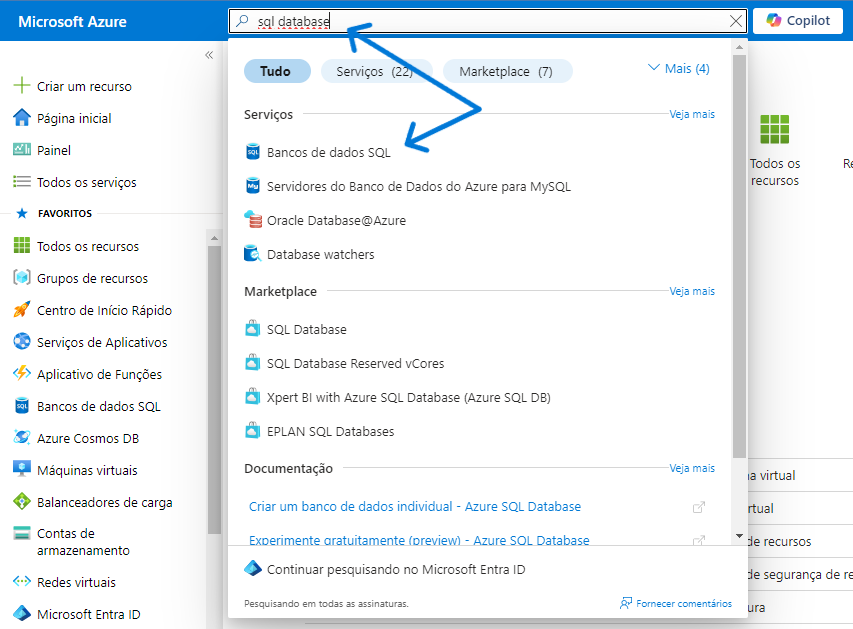 Microsoft Azure
sql database
Copilot
Criar um recurso
Página inicial
Painel
Todos os serviços
FAVORITOS
Todos os recursos
Grupos de recursos
Centro de Início Rápido
Serviços de Aplicativos
Aplicativo de Funções
Bancos de dados SQL
Azure Cosmos DB
Máquinas virtuais
Balanceadores de carga
Contas de
armazenamento
Redes virtuais
Microsoft Entra ID
Tudo
Serviços (22)
Marketplace (7)
Mais (4)
Serviços
Veja mais
Bancos de dados SQL
Servidores do Banco de Dados do Azure para MySQL
Oracle Database@Azure
Database watchers
Marketplace
Veja mais
SQL Database
SQL Database Reserved vCores
Xpert BI with Azure SQL Database (Azure SQL DB)
EPLAN SQL Databases
Documentação
Veja mais
Criar um banco de dados individual - Azure SQL Database
Experimente gratuitamente (preview) - Azure SQL Database
Continuar pesquisando no Microsoft Entra ID
Pesquisando em todas as assinaturas.
Fornecer comentários
Todos os
recursos
Re
a virtual
rtual
de recursos
de segurança de re
ura